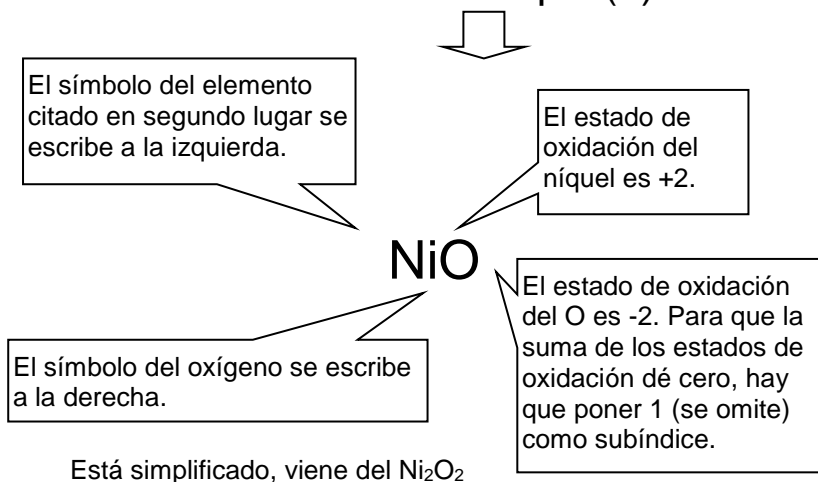 El símbolo del elemento
citado en segundo lugar se
escribe a la izquierda.
El estado de
oxidación del
níquel es +2.
NiO
El estado de oxidación
del O es -2. Para que la
suma de los estados de
oxidación dé cero, hay
que poner 1 (se omite)
como subíndice.
El símbolo del oxígeno se escribe
a la derecha.
Está simplificado, viene del Ni₂O₂